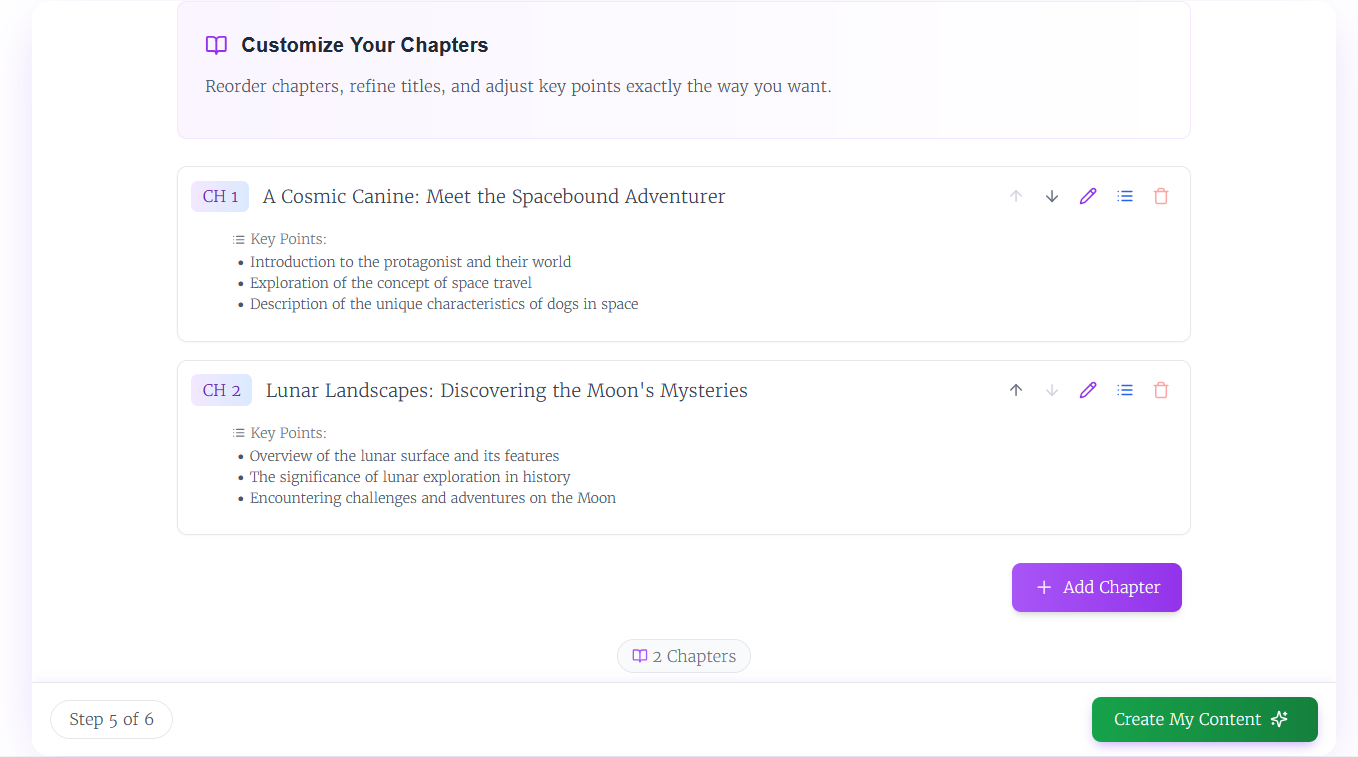 Customize Your Chapters
Reorder chapters, refine titles, and adjust key points exactly the way you want.
CH 1 A Cosmic Canine: Meet the Spacebound Adventurer
Key Points:
• Introduction to the protagonist and their world
• Exploration of the concept of space travel
• Description of the unique characteristics of dogs in space
CH 2 Lunar Landscapes: Discovering the Moon's Mysteries
Key Points:
• Overview of the lunar surface and its features
• The significance of lunar exploration in history
• Encountering challenges and adventures on the Moon
+ Add Chapter
2 Chapters
Step 5 of 6
Create My Content